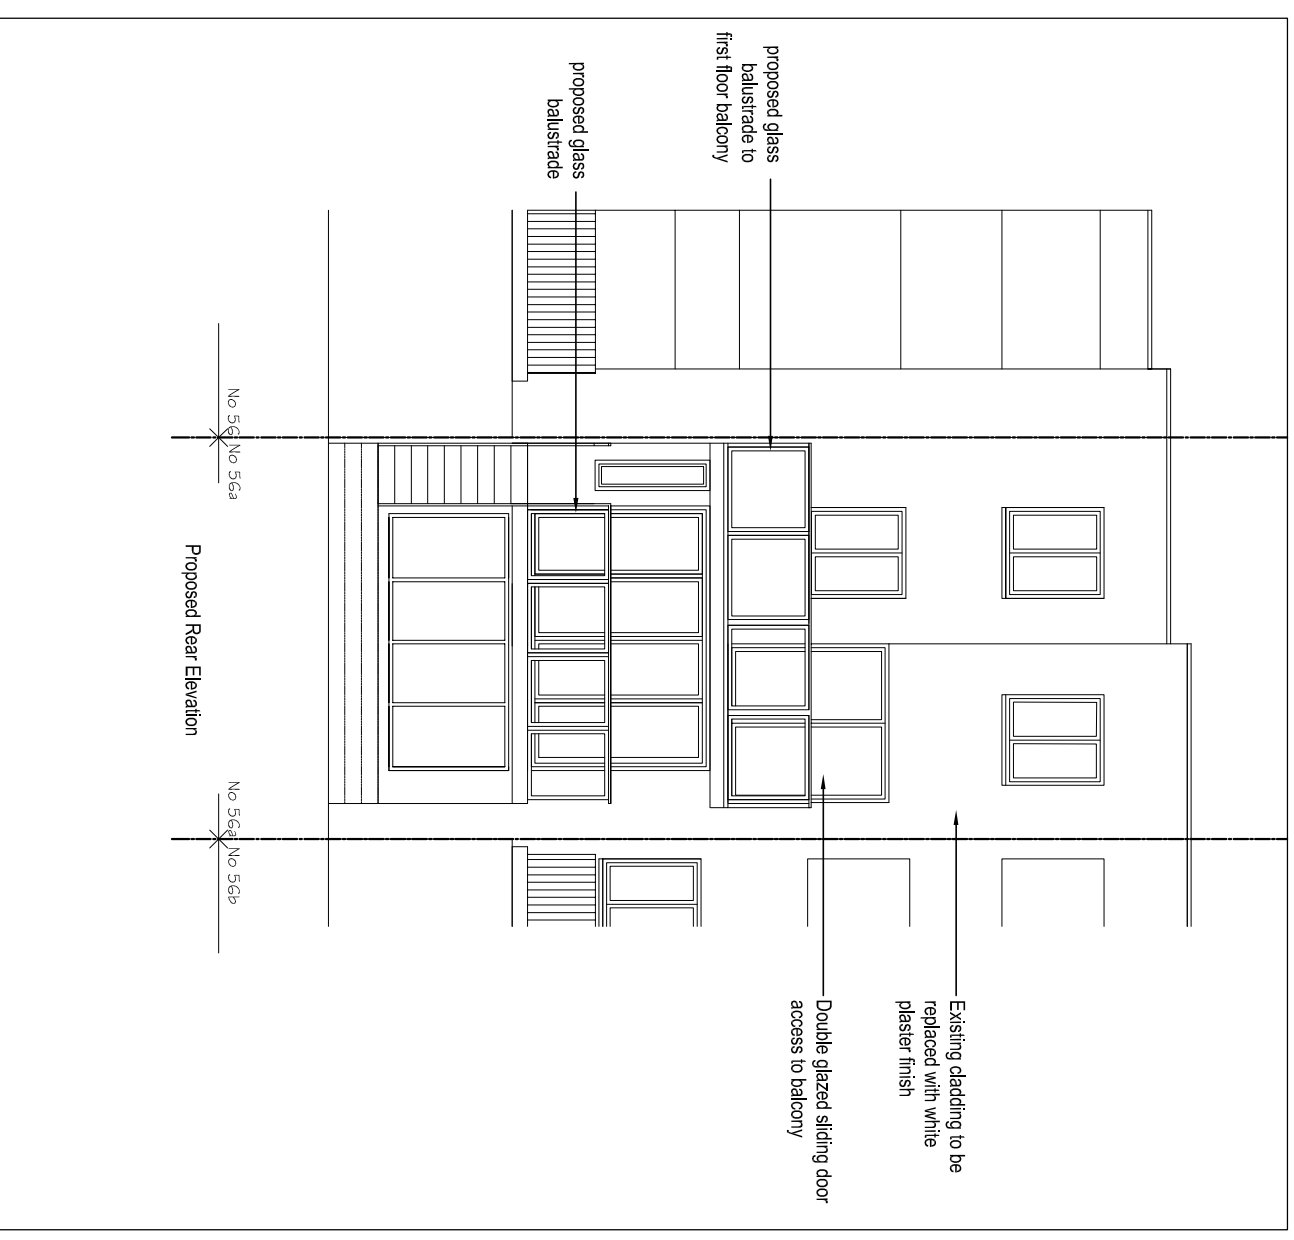 proposed glass
balustrade to
first floor balcony
proposed glass
balustrade
Existing cladding to be
replaced with white
plaster finish
Double glazed sliding door
access to balcony
No 56 No 56a
No 56a No 56b
Proposed Rear Elevation